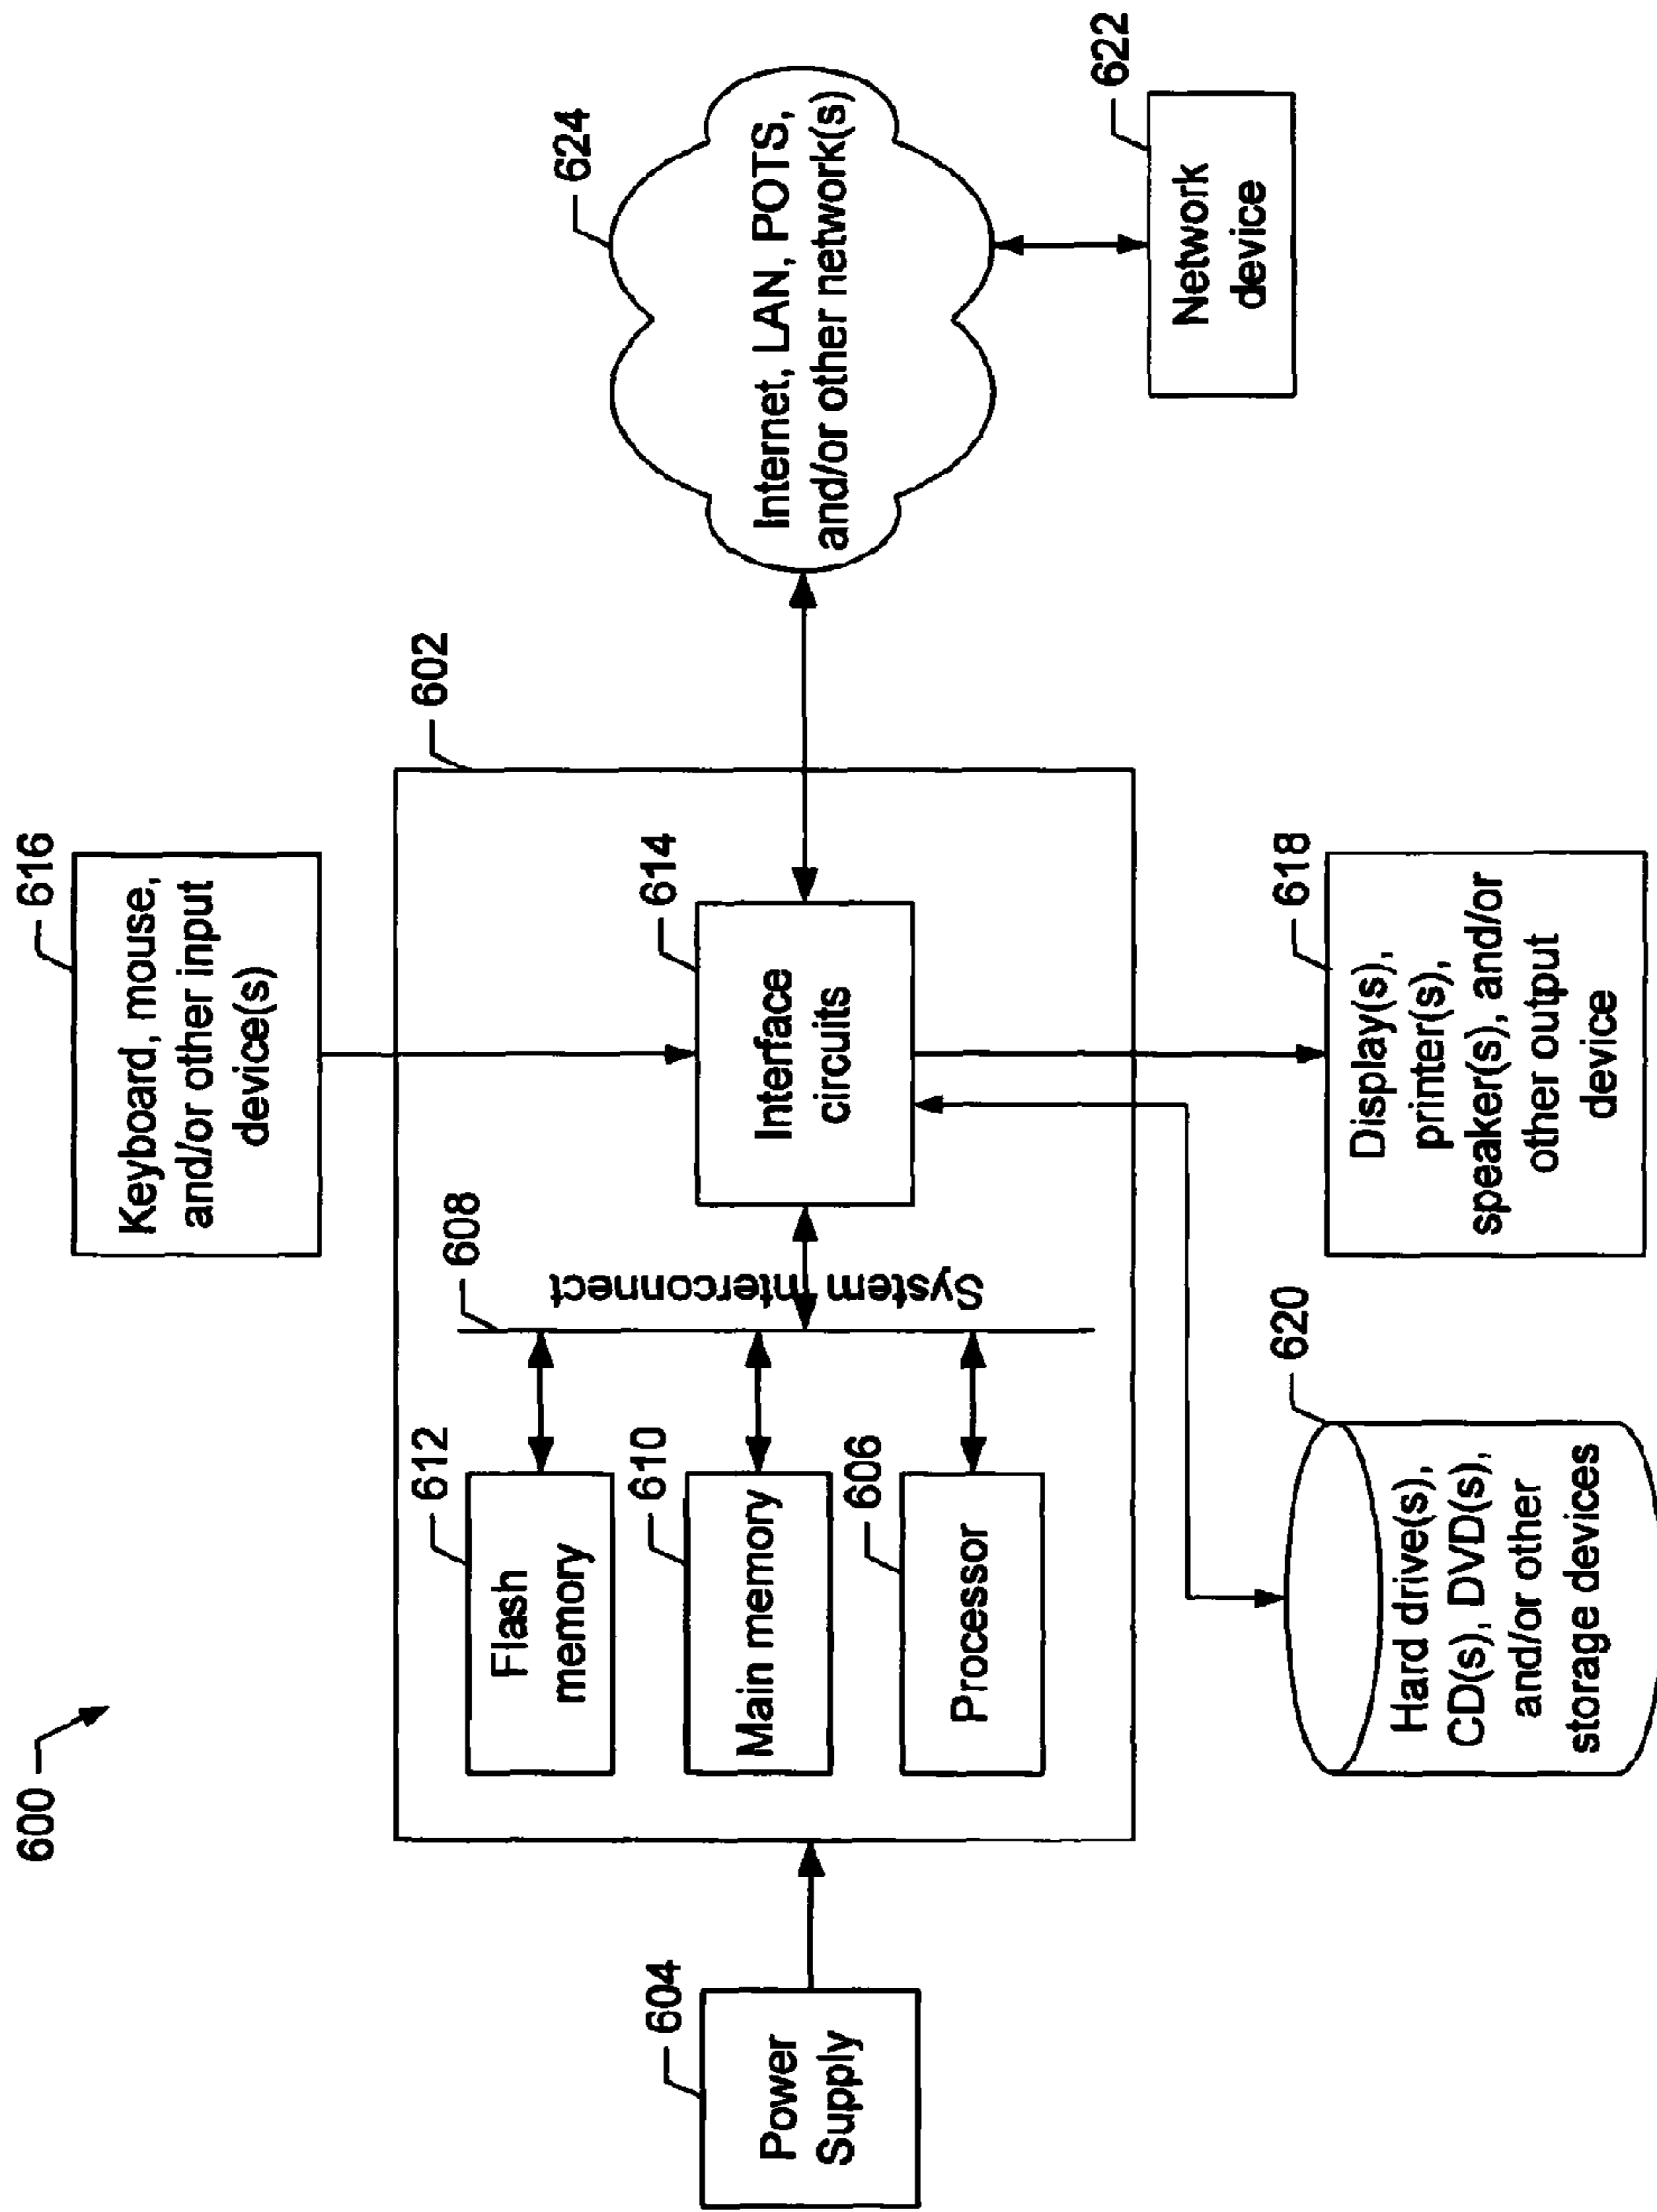 600
616
Keyboard, mouse,
and/or other input
device(s)
602
624
Internet, LAN, POTS,
and/or other network(s)
622
Network
device
604
Power
Supply
612
Flash
memory
610
Main memory
606
Processor
608
System interconnect
614
Interface
circuits
620
Hard drive(s),
CD(s), DVD(s),
and/or other
storage devices
618
Display(s),
printer(s),
speaker(s), and/or
other output
device